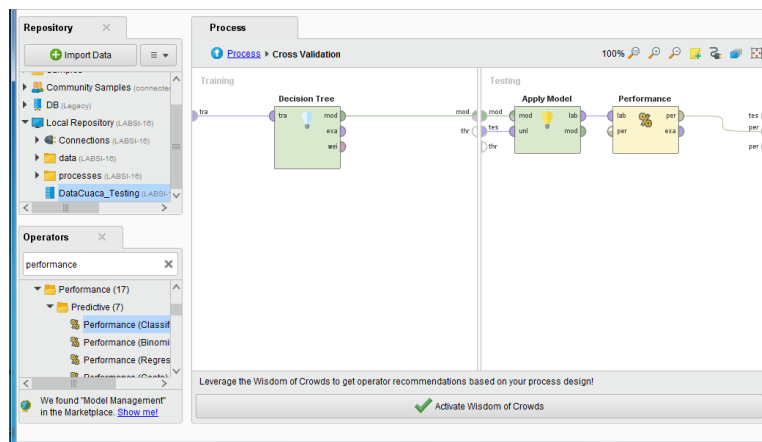 Repository
Import Data
Community Samples (connected
DB (Legacy)
Local Repository (LABSI-16)
Connections (LABSI-16)
data (LABSI-16)
processes (LABSI-16)
DataCuaca_Testing (LABSI-
Operators
performance
Performance (17)
Predictive (7)
Performance (Classif
Performance (Binomi
Performance (Regres
We found "Model Management"
in the Marketplace. Show me!
Process
Process Cross Validation
100%
Training
Decision Tree
tra
tra
mod
exa
wei
mod
thr
Testing
Apply Model
mod
tes
thr
mod
unl
lab
mod
Performance
lab
per
per
exa
tes
per
per
Leverage the Wisdom of Crowds to get operator recommendations based on your process design!
Activate Wisdom of Crowds